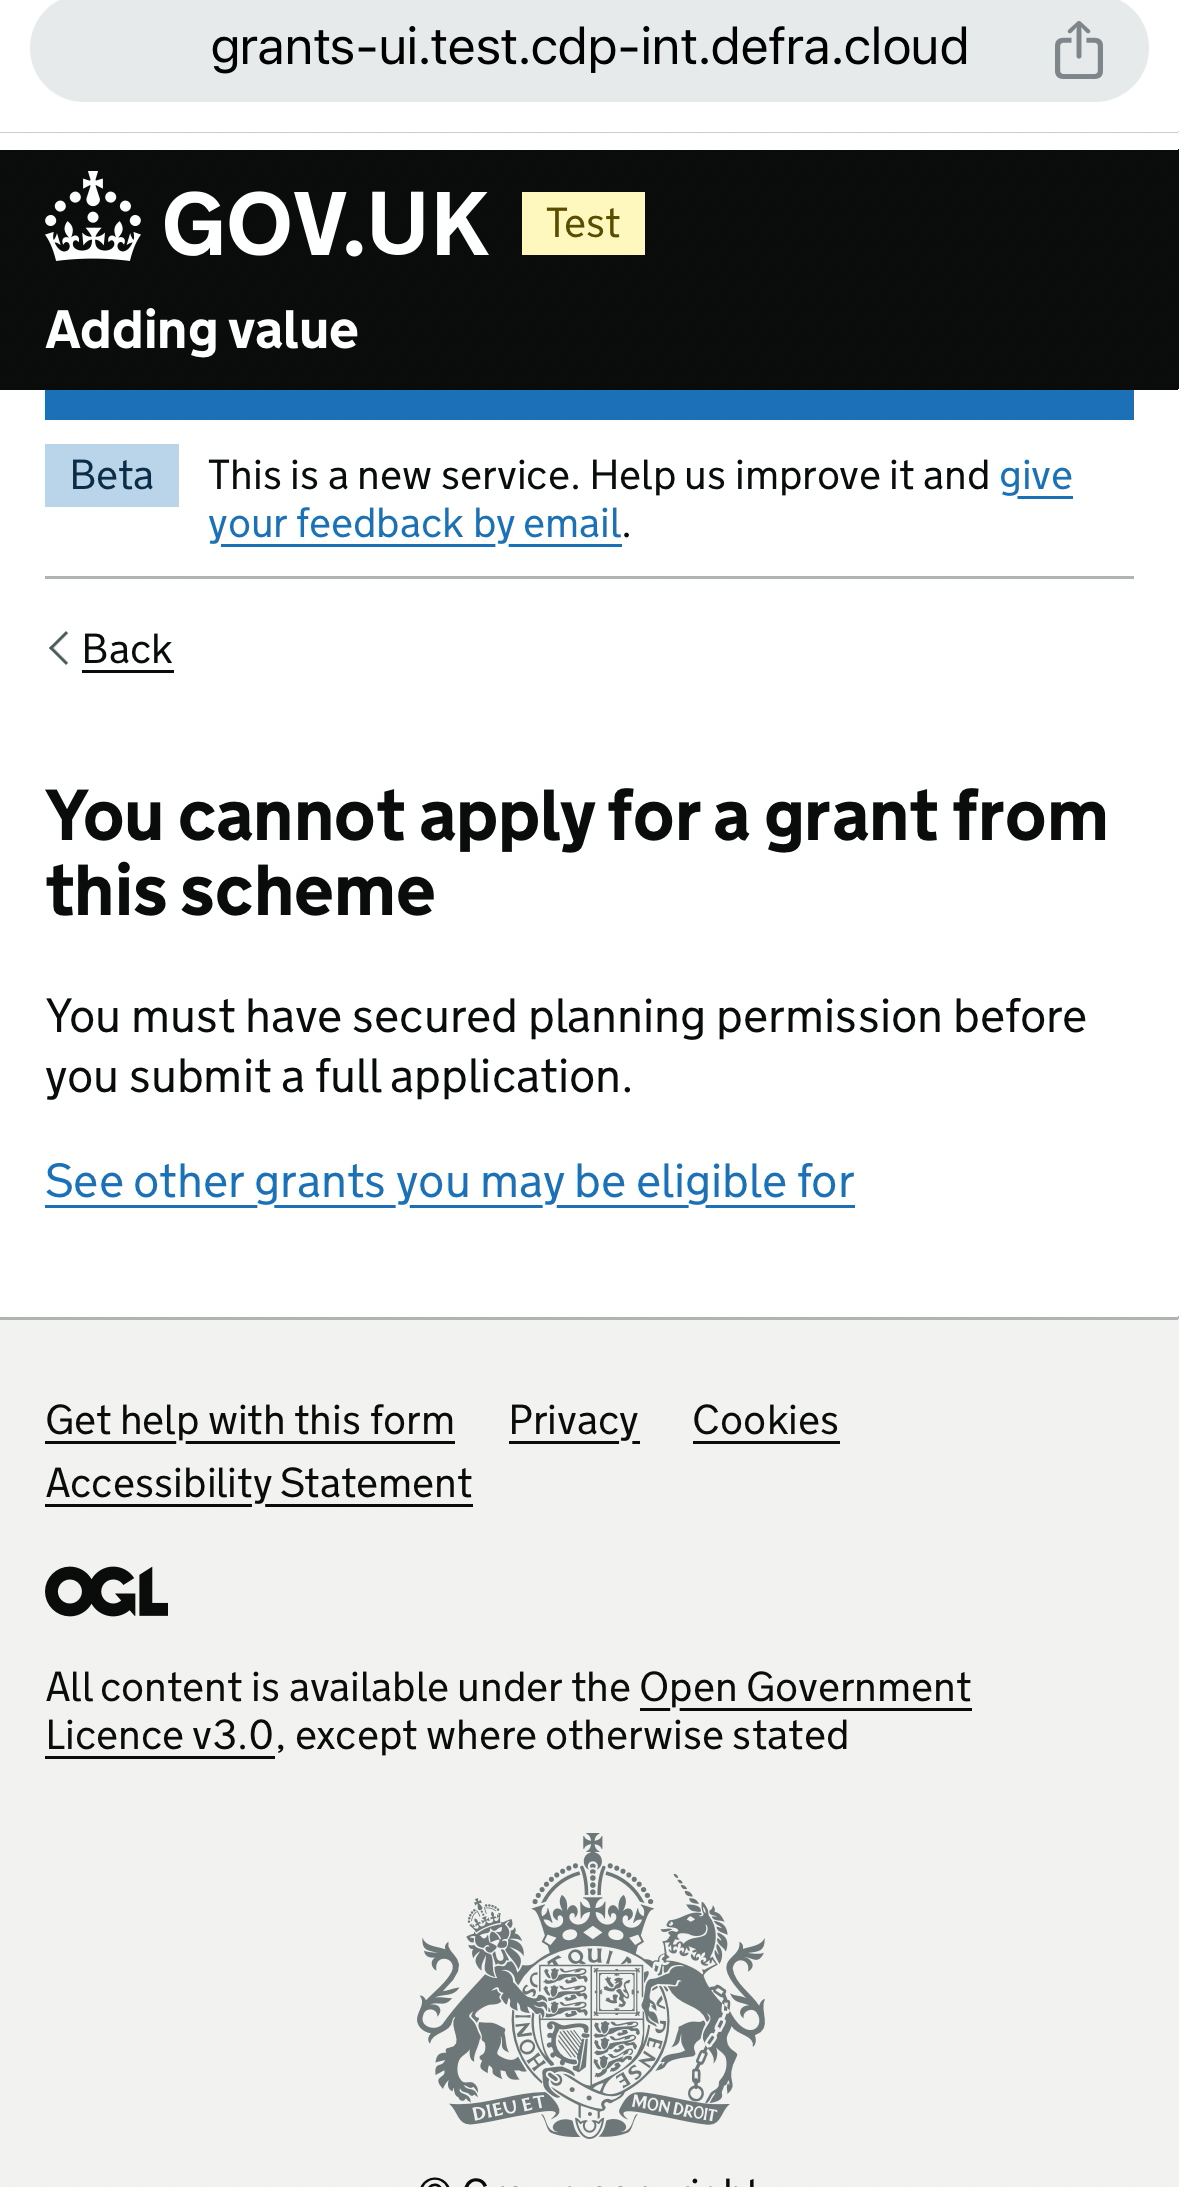 grants-ui.test.cdp-int.defra.cloud
GOV.UK Test
Adding value
Beta This is a new service. Help us improve it and give
your feedback by email.
Back
You cannot apply for a grant from
this scheme
You must have secured planning permission before
you submit a full application.
See other grants you may be eligible for
Get help with this form Privacy Cookies
Accessibility Statement
OGL
All content is available under the Open Government
Licence v3.0, except where otherwise stated
QUI
HONI
PENSE
DIEU ET MON DROIT
© Crown copyright